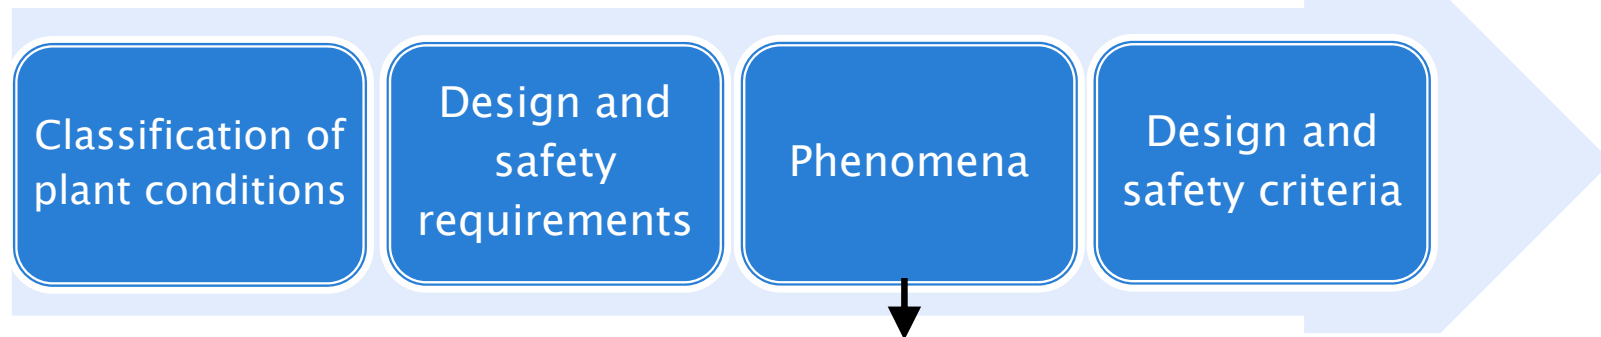 Classification of
plant conditions
Design and
safety
requirements
Phenomena
Design and
safety criteria